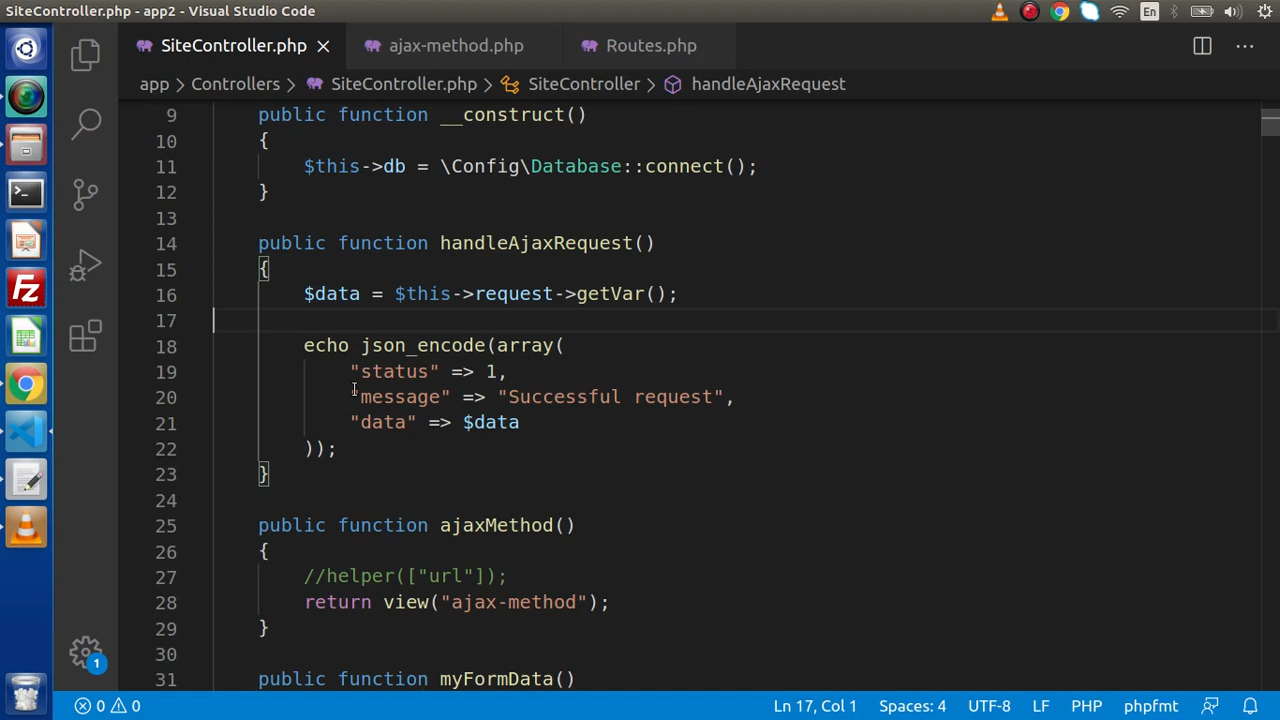 SiteController.php - app2 - Visual Studio Code
En
SiteController.php
ajax-method.php
Routes.php
app > Controllers > SiteController.php > SiteController > handleAjaxRequest
9 public function __construct()
10 {
11 $this->db = \Config\Database::connect();
12 }
13
14 public function handleAjaxRequest()
15 {
16 $data = $this->request->getVar();
17
18 echo json_encode(array(
19 "status" => 1,
20 "message" => "Successful request",
21 "data" => $data
22 ));
23 }
24
25 public function ajaxMethod()
26 {
27 //helper(["url"]);
28 return view("ajax-method");
29 }
30
31 public function myFormData()
1
0 0 Ln 17, Col 1 Spaces: 4 UTF-8 LF PHP phpfmt